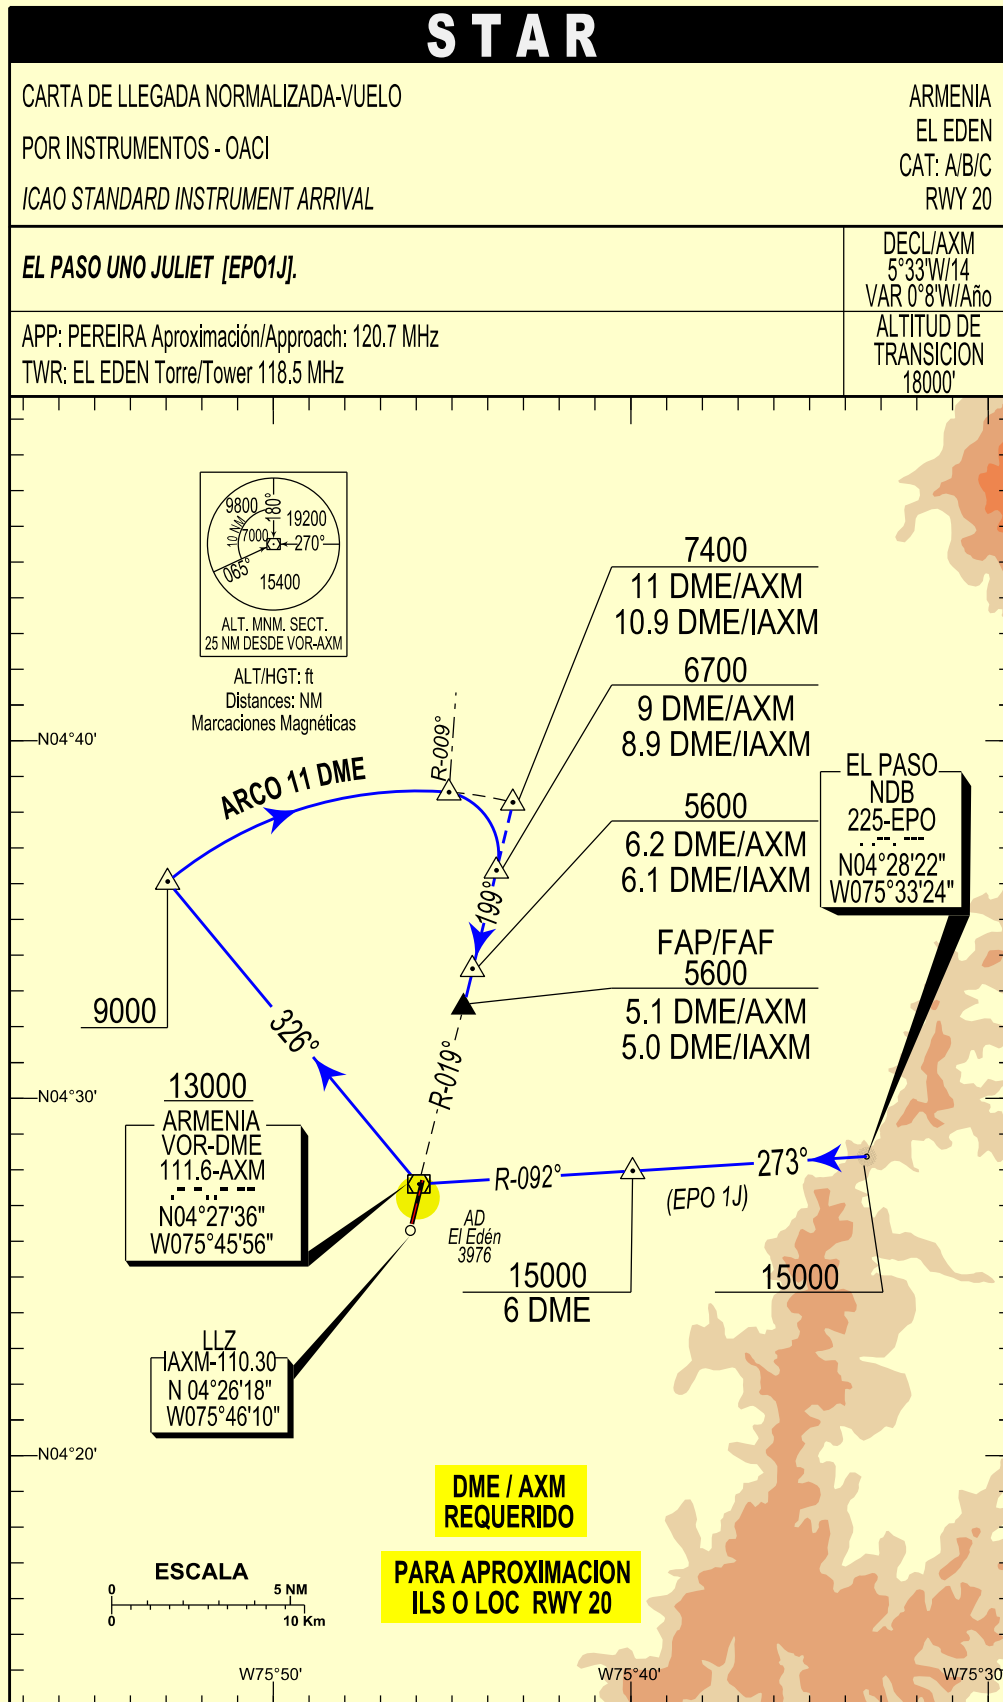 STAR
CARTA DE LLEGADA NORMALIZADA-VUELO
POR INSTRUMENTOS - OACI
ICAO STANDARD INSTRUMENT ARRIVAL
ARMENIA
EL EDEN
CAT: A/B/C
RWY 20
EL PASO UNO JULIET [EPO1J].
DECL/AXM
5°33'W/14
VAR 0°8'W/Año
APP: PEREIRA Aproximación/Approach: 120.7 MHz
TWR: EL EDEN Torre/Tower 118.5 MHz
ALTITUD DE
TRANSICION
18000'
9800
180°
19200
10 NM
7000
270°
065°
15400
ALT. MNM. SECT.
25 NM DESDE VOR-AXM
ALT/HGT: ft
Distances: NM
Marcaciones Magnéticas
7400
11 DME/AXM
10.9 DME/IAXM
6700
9 DME/AXM
8.9 DME/IAXM
5600
6.2 DME/AXM
6.1 DME/IAXM
FAP/FAF
5600
5.1 DME/AXM
5.0 DME/IAXM
EL PASO
NDB
225-EPO
N04°28'22"
W075°33'24"
N04°40'
R-009°
ARCO 11 DME
199°
9000
326°
R-019°
N04°30'
13000
ARMENIA
VOR-DME
111.6-AXM
N04°27'36"
W075°45'56"
R-092°
273°
(EPO 1J)
AD
El Edén
3976
15000
6 DME
15000
LLZ
IAXM-110.30
N 04°26'18"
W075°46'10"
N04°20'
DME / AXM
REQUERIDO
PARA APROXIMACION
ILS O LOC RWY 20
ESCALA
0 5 NM
0 10 Km
W75°50'
W75°40'
W75°30'